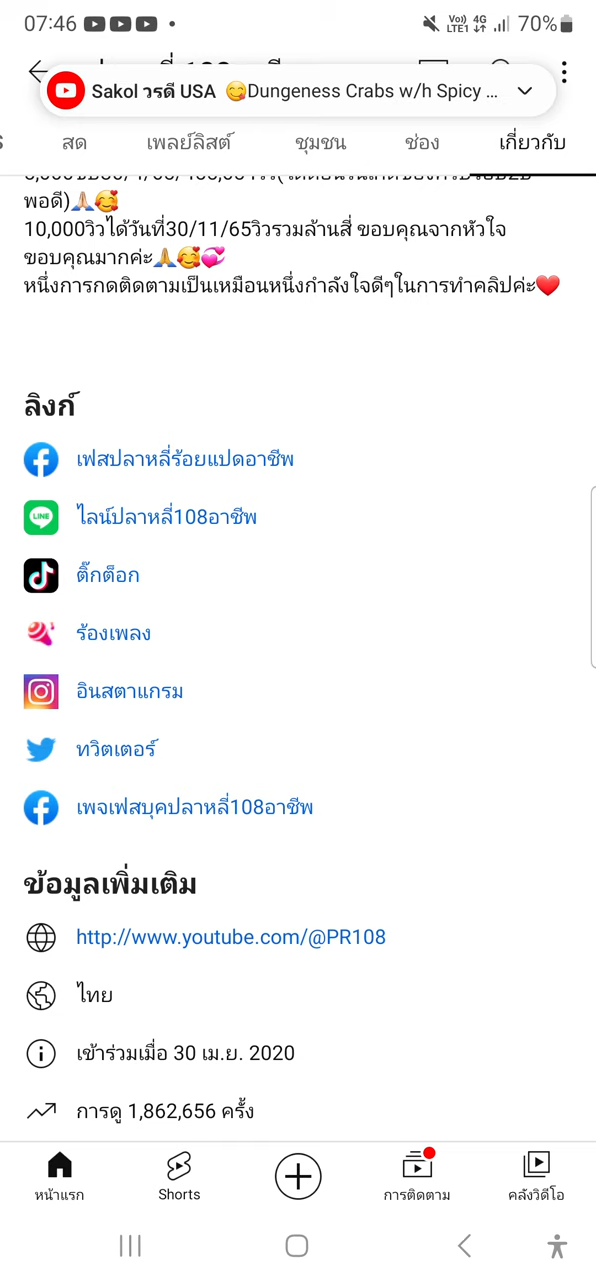 07:46
Vo)) 4G
LTE1
70%
Sakol วรดี USA 😋Dungeness Crabs w/h Spicy ...
สด เพลย์ลิสต์ ชุมชน ช่อง เกี่ยวกับ
พอดี)🙏🏻🥰
10,000วิวได้วันที่30/11/65วิวรวมล้านสี่ ขอบคุณจากหัวใจ
ขอบคุณมากค่ะ🙏🥰💞
หนึ่งการกดติดตามเป็นเหมือนหนึ่งกำลังใจดีๆในการทำคลิปค่ะ❤️
ลิงก์
เฟสปลาหลี่ร้อยแปดอาชีพ
LINE
ไลน์ปลาหลี่108อาชีพ
ติ๊กต็อก
ร้องเพลง
อินสตาแกรม
ทวิตเตอร์
เพจเฟสบุคปลาหลี่108อาชีพ
ข้อมูลเพิ่มเติม
http://www.youtube.com/@PR108
ไทย
เข้าร่วมเมื่อ 30 เม.ย. 2020
การดู 1,862,656 ครั้ง
หน้าแรก Shorts การติดตาม คลังวิดีโอ